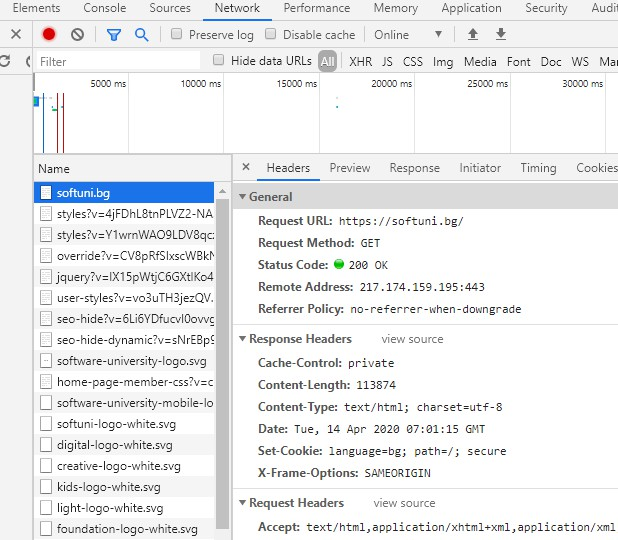 Elements Console Sources Network Performance Memory Application Security Audit
Preserve log Disable cache Online
Filter Hide data URLs All XHR JS CSS Img Media Font Doc WS Mar
5000 ms 10000 ms 15000 ms 20000 ms 25000 ms 30000 ms
Name
softuni.bg
styles?v=4jFDhL8tnPLVZ2-NA
styles?v=Y1wrnWAO9LDV8qcz
override?v=CV8pRfSlxscWBkN
jquery?v=IX15pWtjC6GXtlKo4
user-styles?v=vo3uTH3jezQV.
seo-hide?v=6Li6YDfucvl0ovvg
seo-hide-dynamic?v=sNrEBp9
software-university-logo.svg
home-page-member-css?v=c
software-university-mobile-lo
softuni-logo-white.svg
digital-logo-white.svg
creative-logo-white.svg
kids-logo-white.svg
light-logo-white.svg
foundation-logo-white.svg
× Headers Preview Response Initiator Timing Cookies
General
Request URL: https://softuni.bg/
Request Method: GET
Status Code: 200 OK
Remote Address: 217.174.159.195:443
Referrer Policy: no-referrer-when-downgrade
Response Headers view source
Cache-Control: private
Content-Length: 113874
Content-Type: text/html; charset=utf-8
Date: Tue, 14 Apr 2020 07:01:15 GMT
Set-Cookie: language=bg; path=/; secure
X-Frame-Options: SAMEORIGIN
Request Headers view source
Accept: text/html,application/xhtml+xml,application/xml